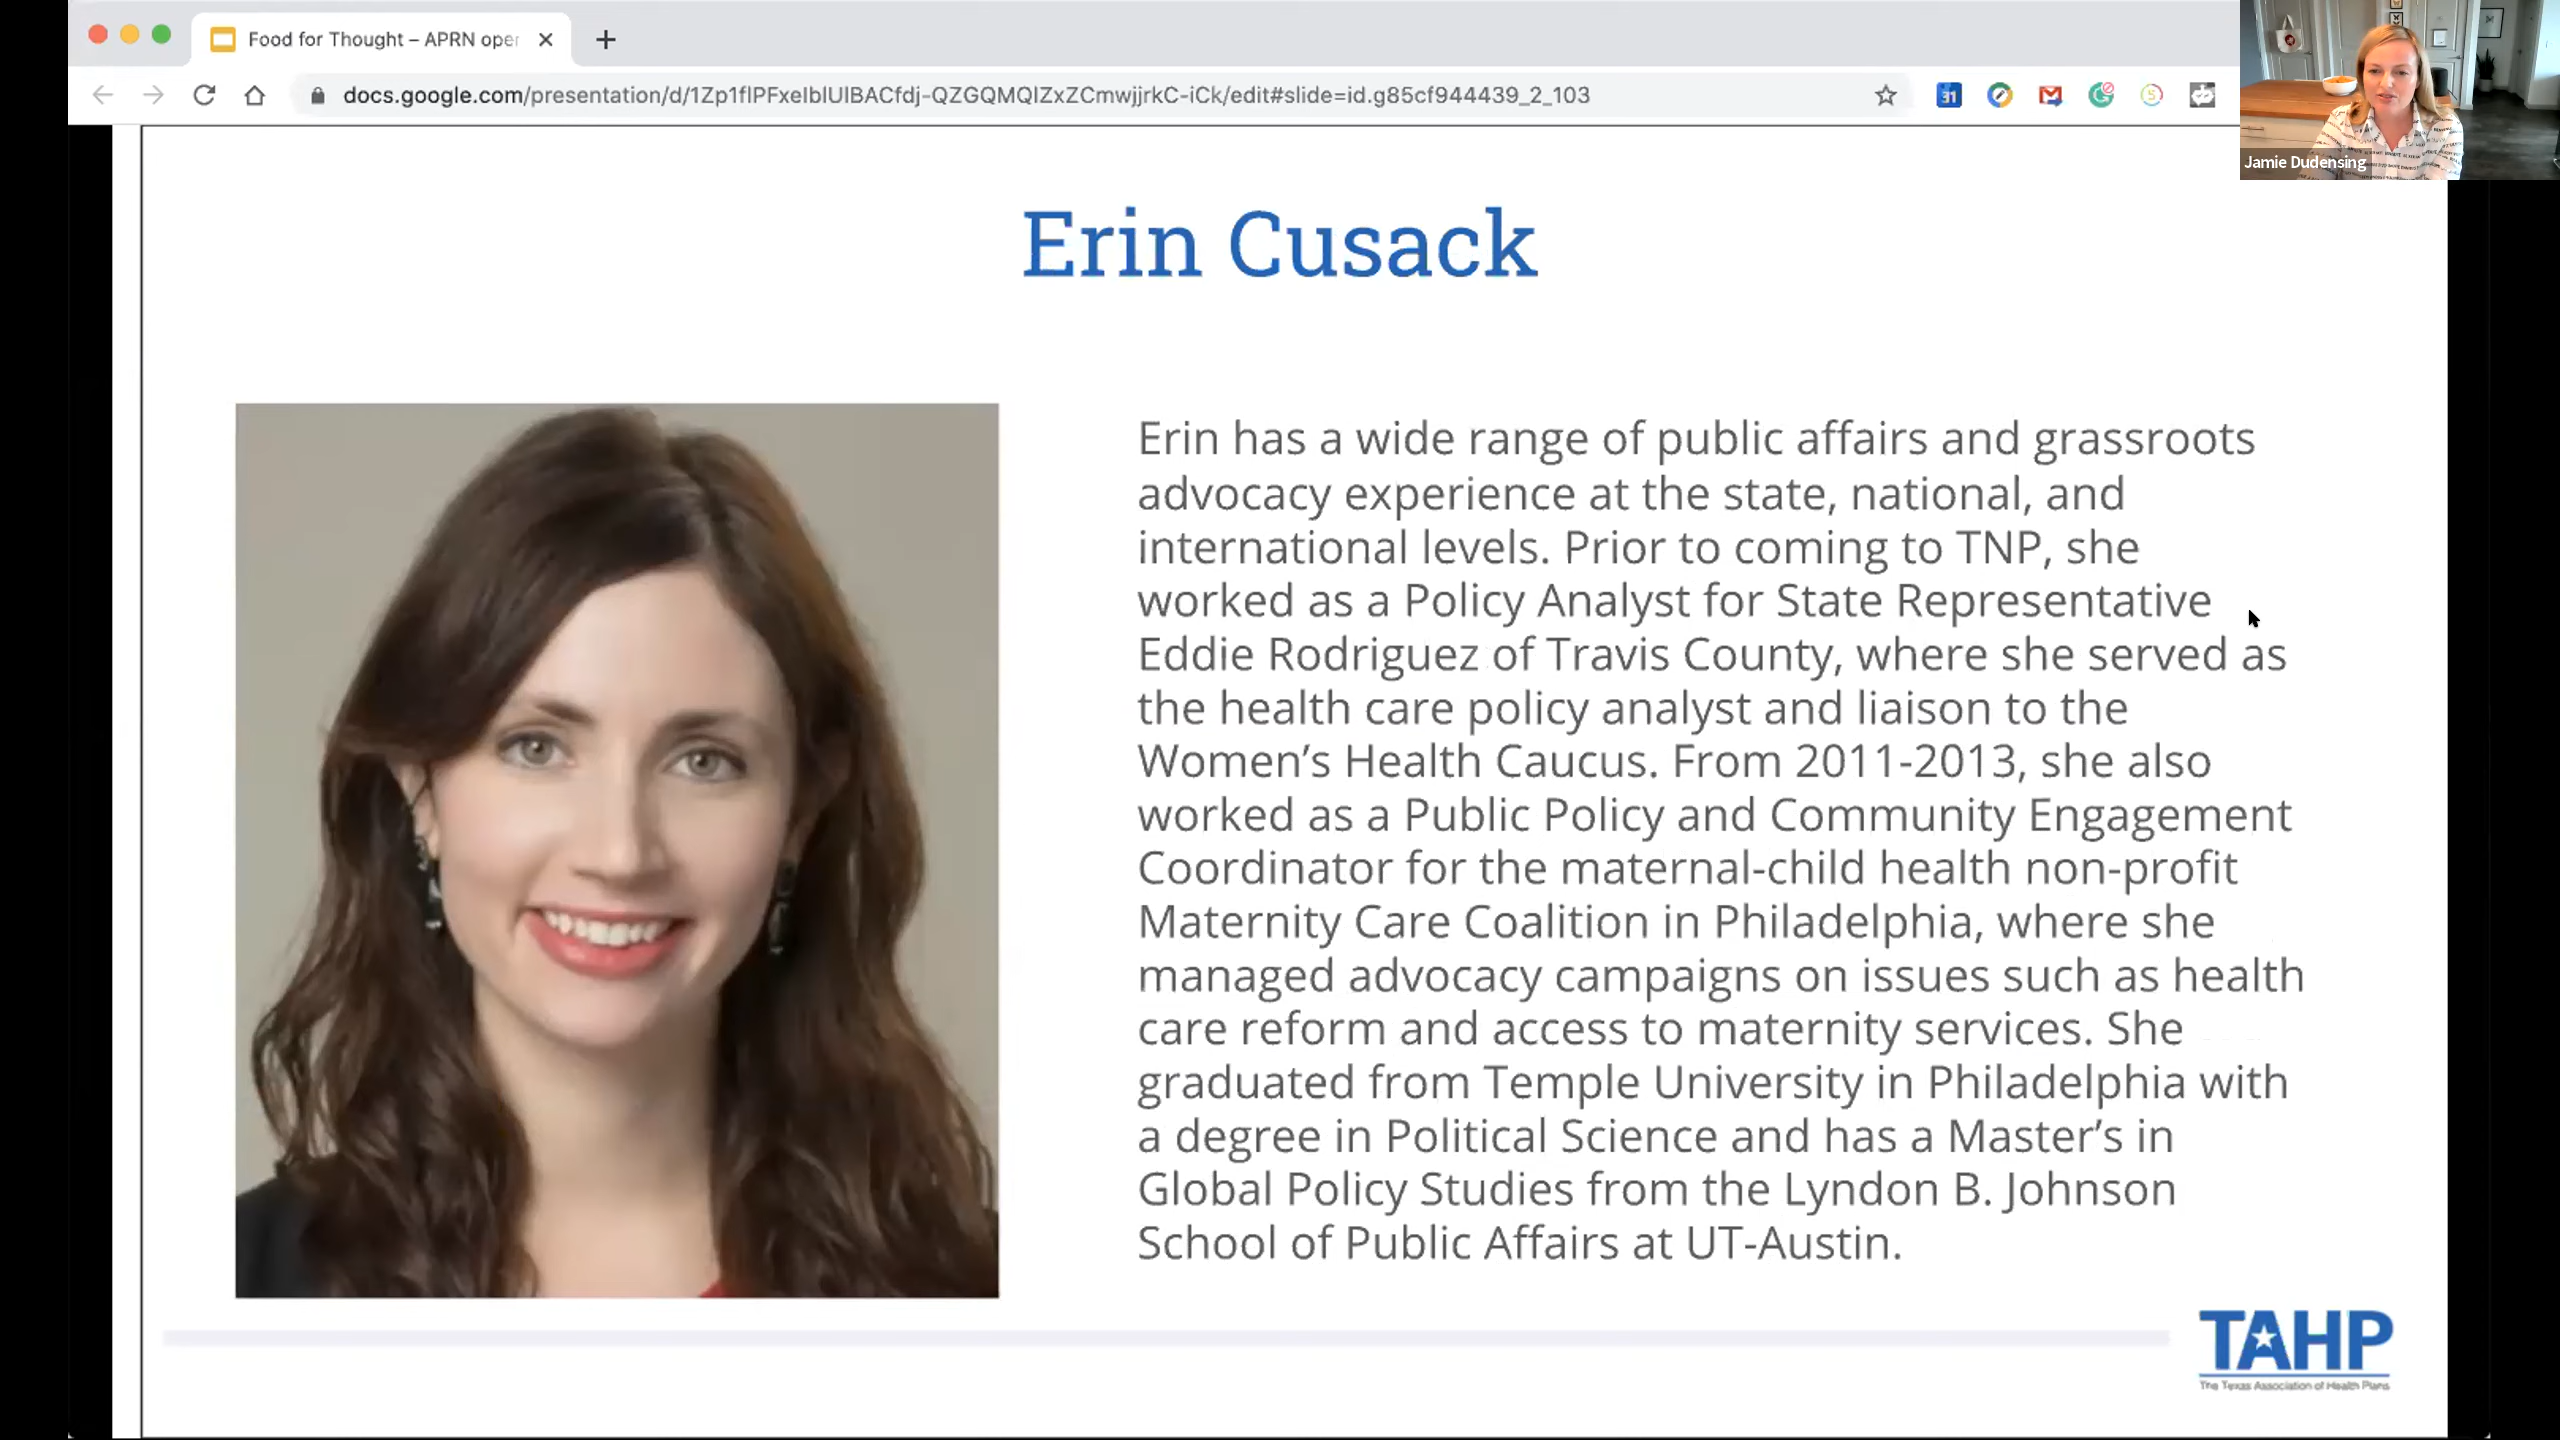 Food for Thought – APRN oper
docs.google.com/presentation/d/1Zp1flPFxeIblUlBACfdj-QZGQMQIZxZCmwjjrkC-iCk/edit#slide=id.g85cf944439_2_103
31
Jamie Dudensing
Erin Cusack
Erin has a wide range of public affairs and grassroots
advocacy experience at the state, national, and
international levels. Prior to coming to TNP, she
worked as a Policy Analyst for State Representative
Eddie Rodriguez of Travis County, where she served as
the health care policy analyst and liaison to the
Women’s Health Caucus. From 2011-2013, she also
worked as a Public Policy and Community Engagement
Coordinator for the maternal-child health non-profit
Maternity Care Coalition in Philadelphia, where she
managed advocacy campaigns on issues such as health
care reform and access to maternity services. She
graduated from Temple University in Philadelphia with
a degree in Political Science and has a Master’s in
Global Policy Studies from the Lyndon B. Johnson
School of Public Affairs at UT-Austin.
TAHP
The Texas Association of Health Plans